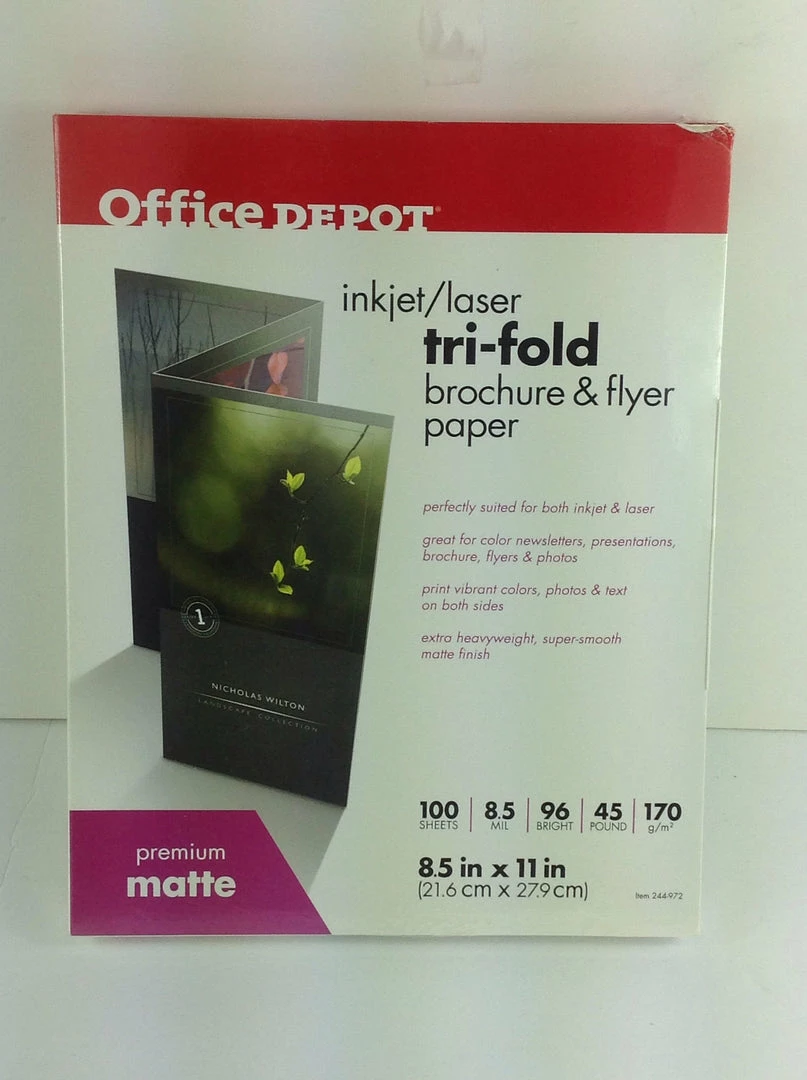 Office DEPOT
inkjet/laser
tri-fold
brochure & flyer
paper
perfectly suited for both inkjet & laser
great for color newsletters, presentations,
brochure, flyers & photos
print vibrant colors, photos & text
on both sides
extra heavyweight, super-smooth
matte finish
1
NICHOLAS WILTON
LANDSCAPE COLLECTION
100 SHEETS
8.5 MIL
96 BRIGHT
45 POUND
170 g/m²
8.5 in x 11 in
(21.6 cm x 27.9 cm)
Item 244-972
premium
matte